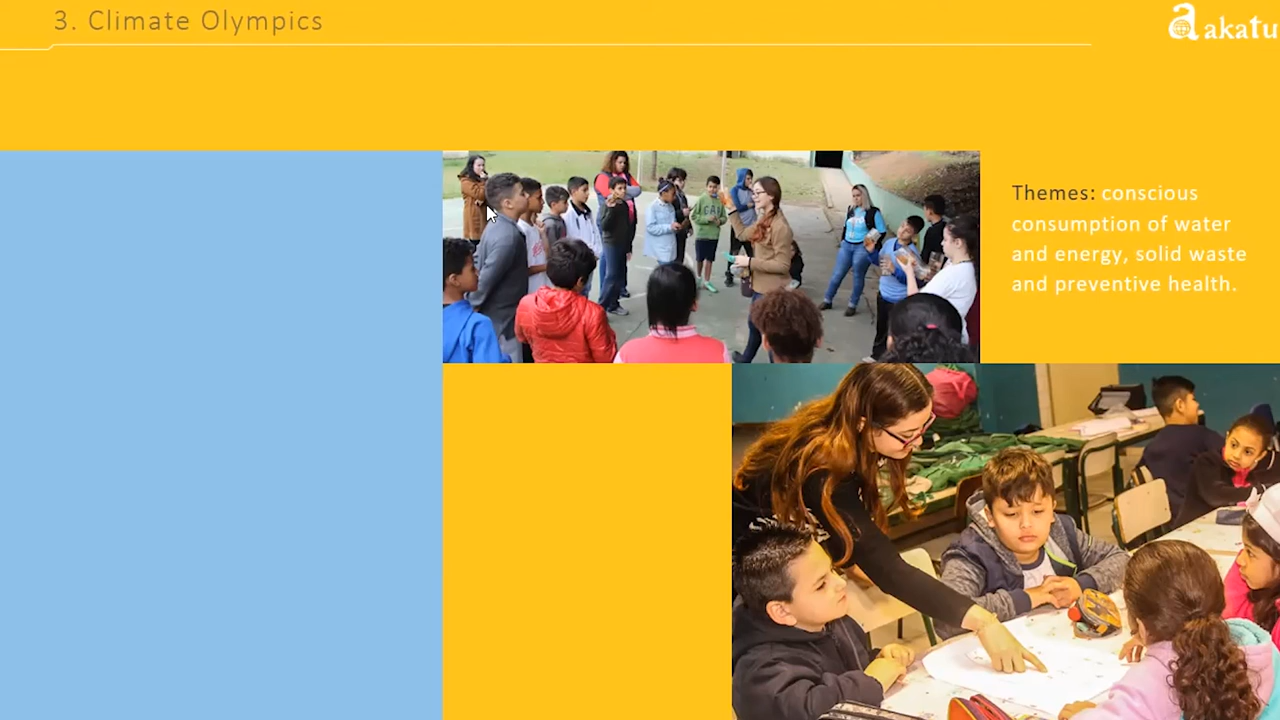 3. Climate Olympics
a akatu
Themes: conscious
consumption of water
and energy, solid waste
and preventive health.